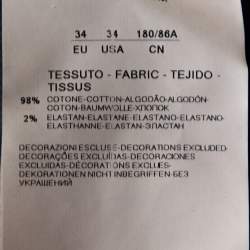 34 34 180/86A
EU USA CN
TESSUTO - FABRIC - TEJIDO -
TISSUS
98% COTONE-COTTON-ALGODÃO-ALGODÓN-
COTON-BAUMWOLLE-ХЛОПОК
2% ELASTAN-ELASTANE-ELASTANO-ELASTANO-
ELASTHANNE-ELASTAN-ЭЛАСТАН
DECORAZIONI ESCLUSE-DECORATIONS EXCLUDED-
DECORAÇÕES EXCLUÍDAS-DECORACIONES
EXCLUIDAS-DÉCORATIONS EXCLUES-
DEKORATIONEN NICHT INBEGRIFFEN-БЕЗ
УКРАШЕНИЙ